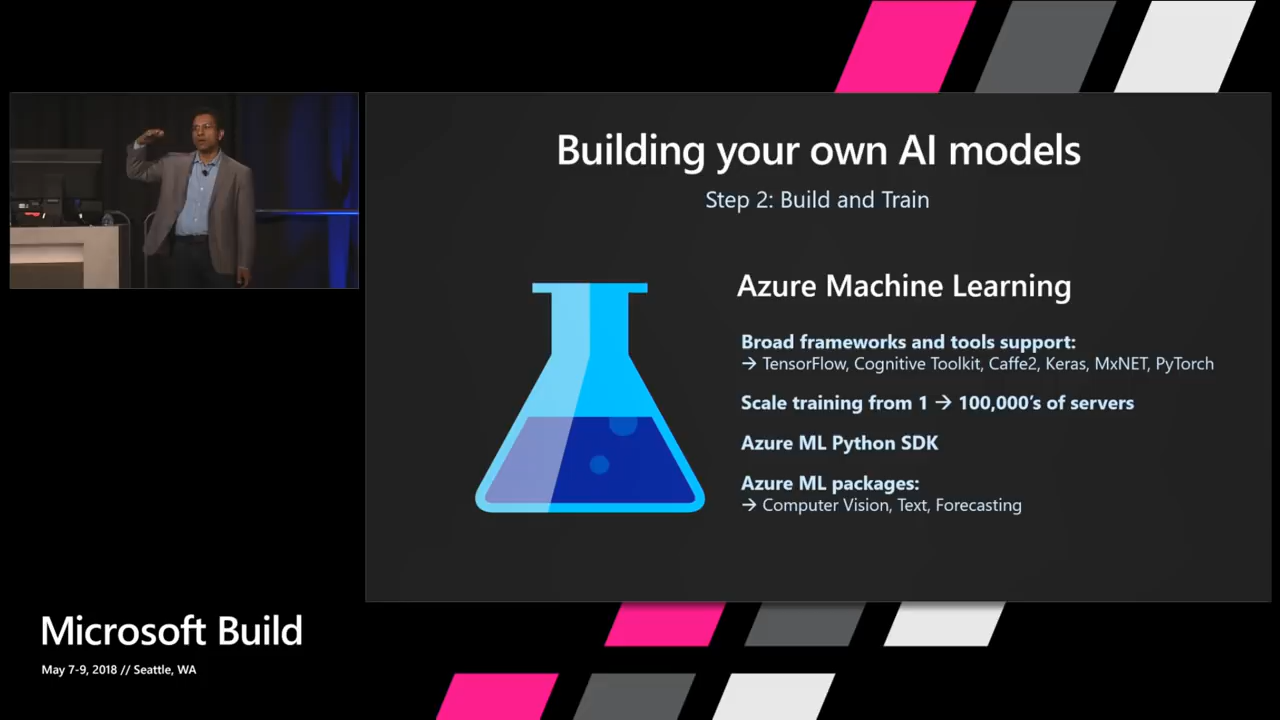 Building your own AI models
Step 2: Build and Train
Azure Machine Learning
Broad frameworks and tools support:
→ TensorFlow, Cognitive Toolkit, Caffe2, Keras, MxNET, PyTorch
Scale training from 1 → 100,000’s of servers
Azure ML Python SDK
Azure ML packages:
→ Computer Vision, Text, Forecasting
Microsoft Build
May 7-9, 2018 // Seattle, WA